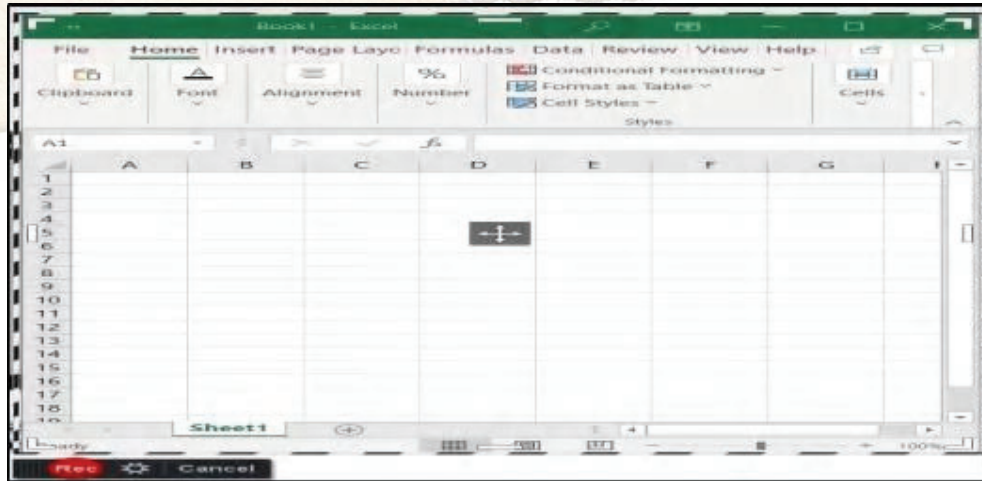 Book1 - Excel
File Home Insert Page Layo Formulas Data Review View Help
Clipboard
Font
Alignment
%
Number
Conditional Formatting
Format as Table
Cell Styles
Styles
Cells
A1 fx
A B C D E F G
1
2
3
4
5
6
7
8
9
10
11
12
13
14
15
16
17
18
Sheet1
Ready 100%
Rec Cancel